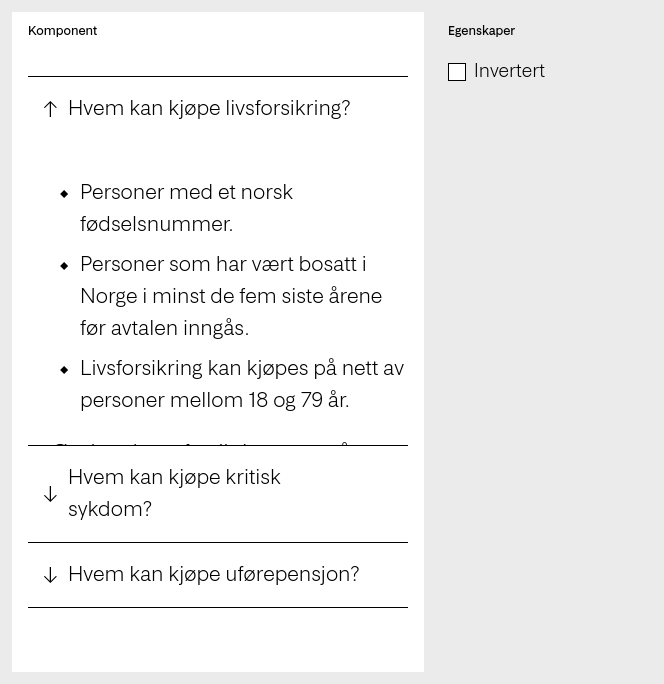 Komponent
Egenskaper
Invertert
Hvem kan kjøpe livsforsikring?
Personer med et norsk
fødselsnummer.
Personer som har vært bosatt i
Norge i minst de fem siste årene
før avtalen inngås.
Livsforsikring kan kjøpes på nett av
personer mellom 18 og 79 år.
Hvem kan kjøpe kritisk
sykdom?
Hvem kan kjøpe uførepensjon?